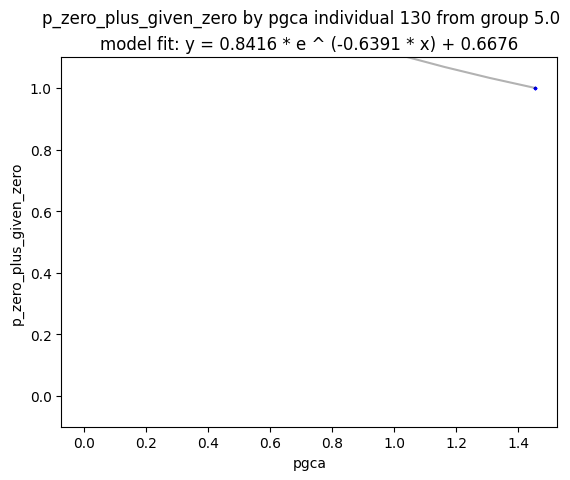 p_zero_plus_given_zero by pgca individual 130 from group 5.0
model fit: y = 0.8416 * e ^ (-0.6391 * x) + 0.6676
1.0
0.8
0.6
0.4
0.2
0.0
p_zero_plus_given_zero
0.0 0.2 0.4 0.6 0.8 1.0 1.2 1.4
pgca